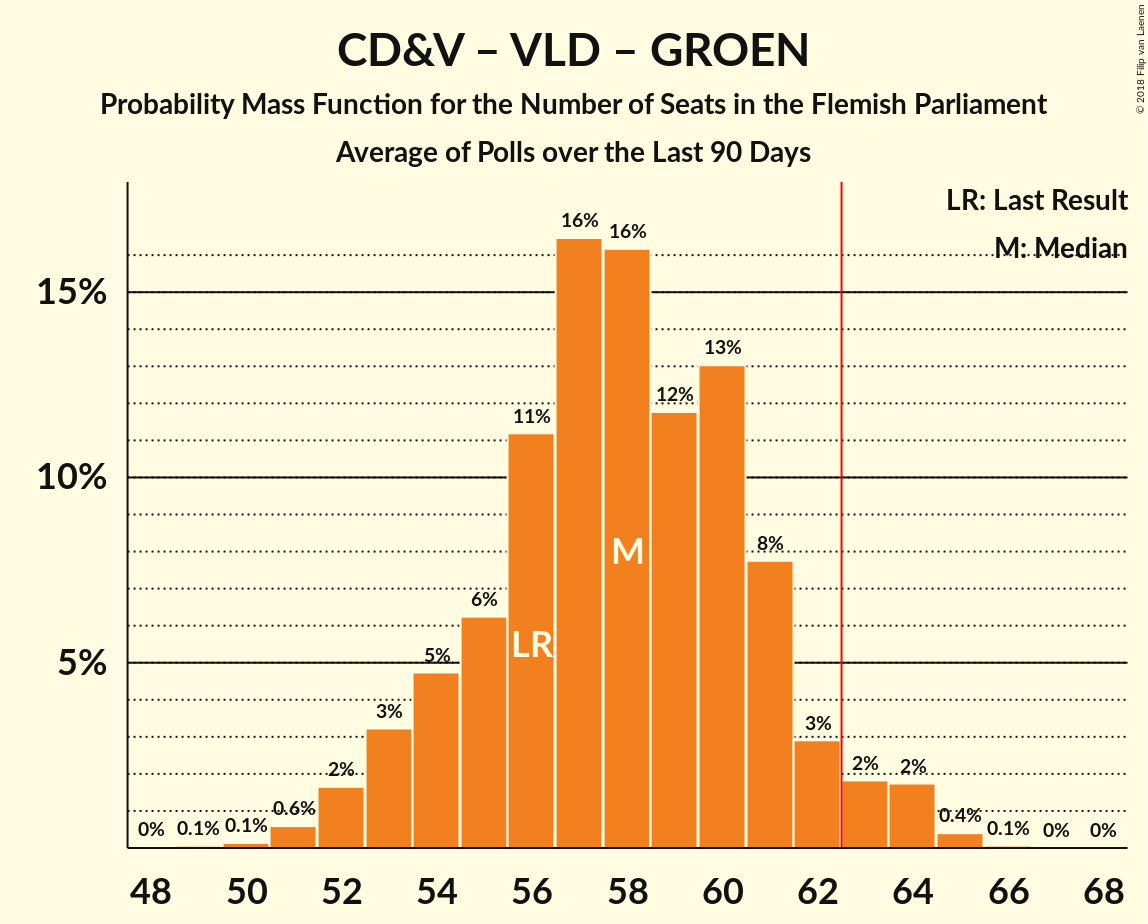 CD&V – VLD – GROEN
Probability Mass Function for the Number of Seats in the Flemish Parliament
Average of Polls over the Last 90 Days
© 2018 Filip van Laenen
LR: Last Result
M: Median
15%
10%
5%
0%
0.1%
0.1%
0.6%
2%
3%
5%
6%
11%
16%
16%
12%
13%
8%
3%
2%
2%
0.4%
0.1%
0%
0%
LR
M
48 50 52 54 56 58 60 62 64 66 68